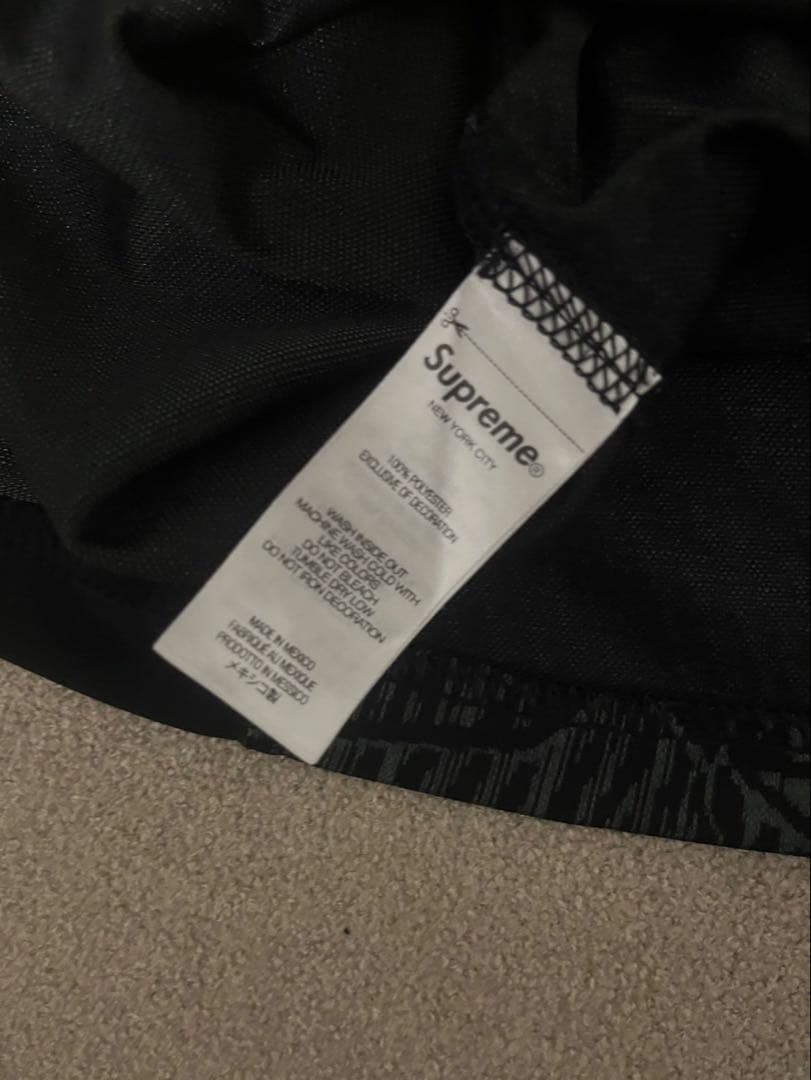 Supreme®
NEW YORK CITY
100% POLYESTER
EXCLUSIVE OF DECORATION
WASH INSIDE OUT
MACHINE WASH COLD WITH
LIKE COLORS
DO NOT BLEACH
TUMBLE DRY LOW
DO NOT IRON DECORATION
MADE IN MEXICO
FABRIQUÉ AU MEXIQUE
PRODOTTO IN MESSICO
メキシコ製